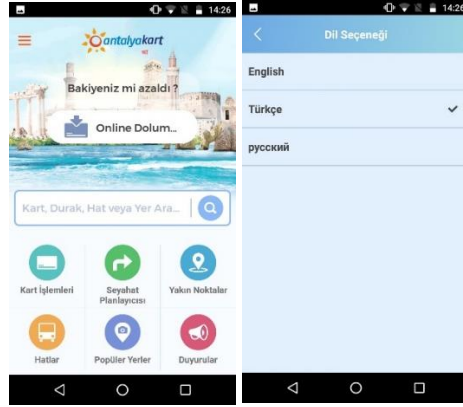 14:26
antalyakart
Bakiyeniz mi azaldı ?
Online Dolum...
Kart, Durak, Hat veya Yer Ara...
Kart İşlemleri
Seyahat
Planlayıcısı
Yakın Noktalar
Hatlar
Popüler Yerler
Duyurular
14:26
Dil Seçeneği
English
Türkçe
русский